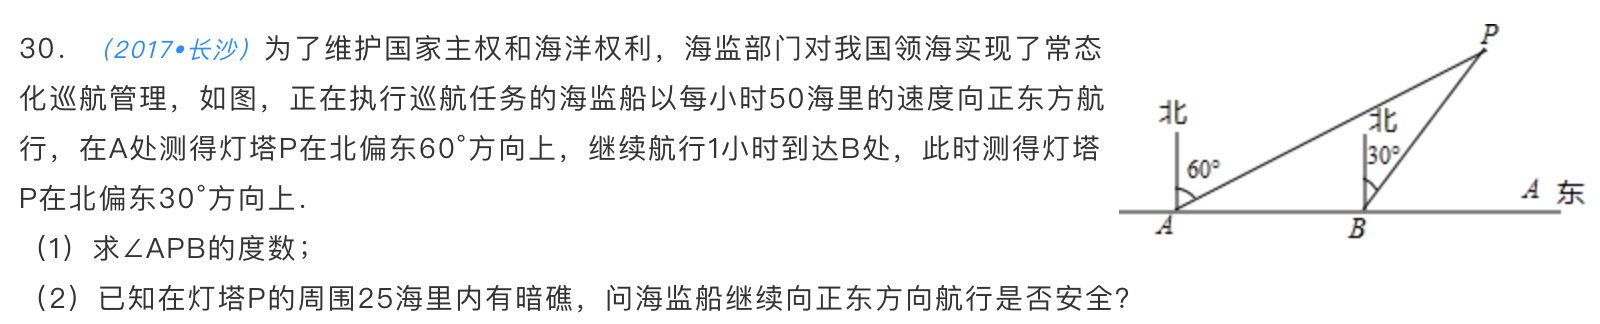 30. （2017•长沙）为了维护国家主权和海洋权利，海监部门对我国领海实现了常态
化巡航管理，如图，正在执行巡航任务的海监船以每小时50海里的速度向正东方航
行，在A处测得灯塔P在北偏东60°方向上，继续航行1小时到达B处，此时测得灯塔
P在北偏东30°方向上.
（1）求∠APB的度数；
（2）已知在灯塔P的周围25海里内有暗礁，问海监船继续向正东方向航行是否安全？
P
北
北
60°
30°
A 东
A
B